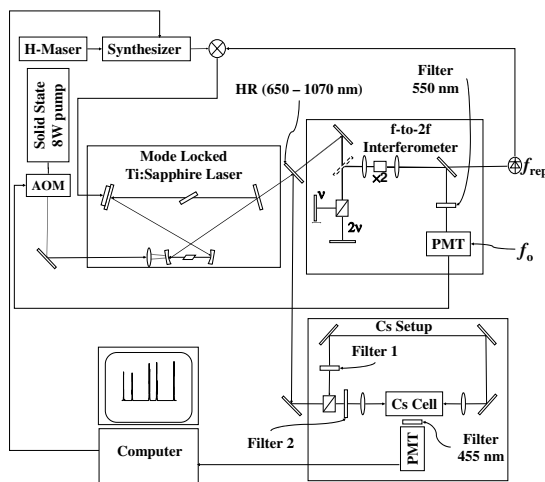 H-Maser
Synthesizer
Solid State
8W pump
AOM
HR (650 – 1070 nm)
Filter
550 nm
Mode Locked
Ti:Sapphire Laser
f-to-2f
Interferometer
x2
ν
2ν
PMT
f_rep
f_o
Cs Setup
Filter 1
Cs Cell
Filter 2
PMT
Filter
455 nm
Computer